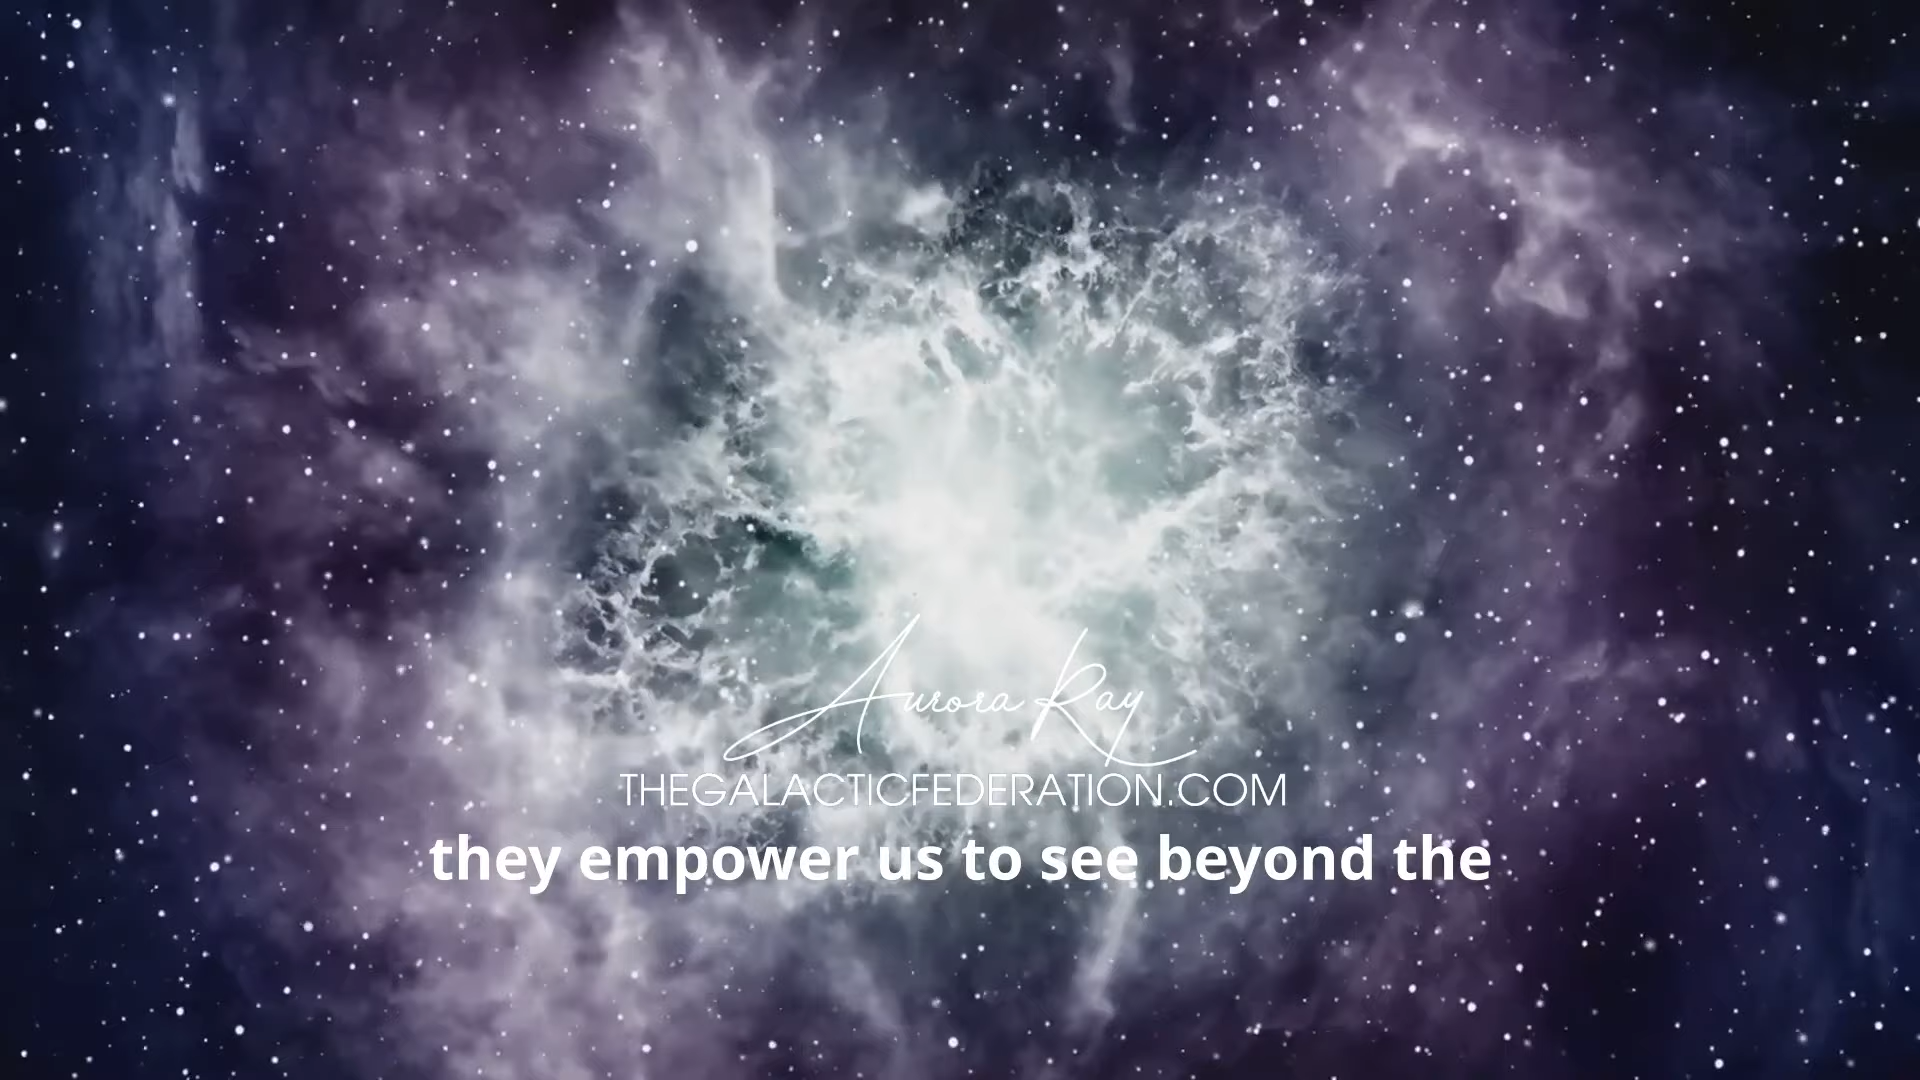 Aurora Ray
THEGALACTICFEDERATION.COM
they empower us to see beyond the